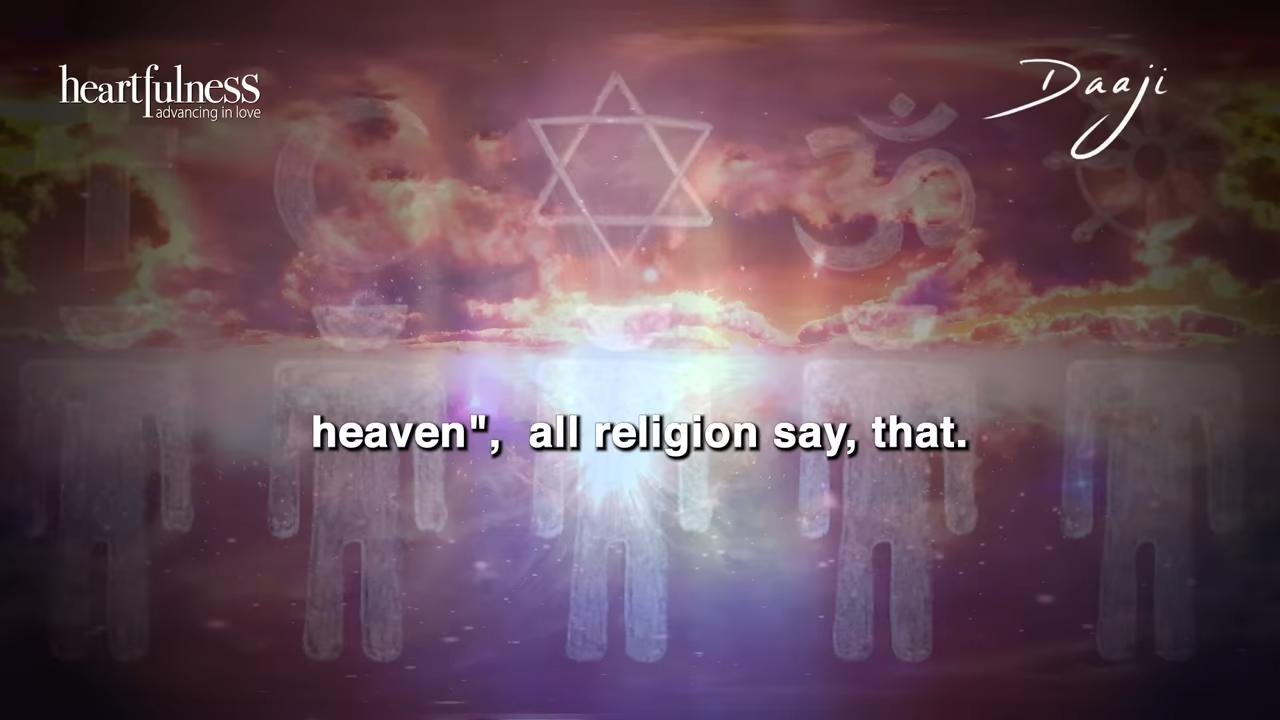 heartfulness
advancing in love
Daaji
heaven",  all religion say, that.